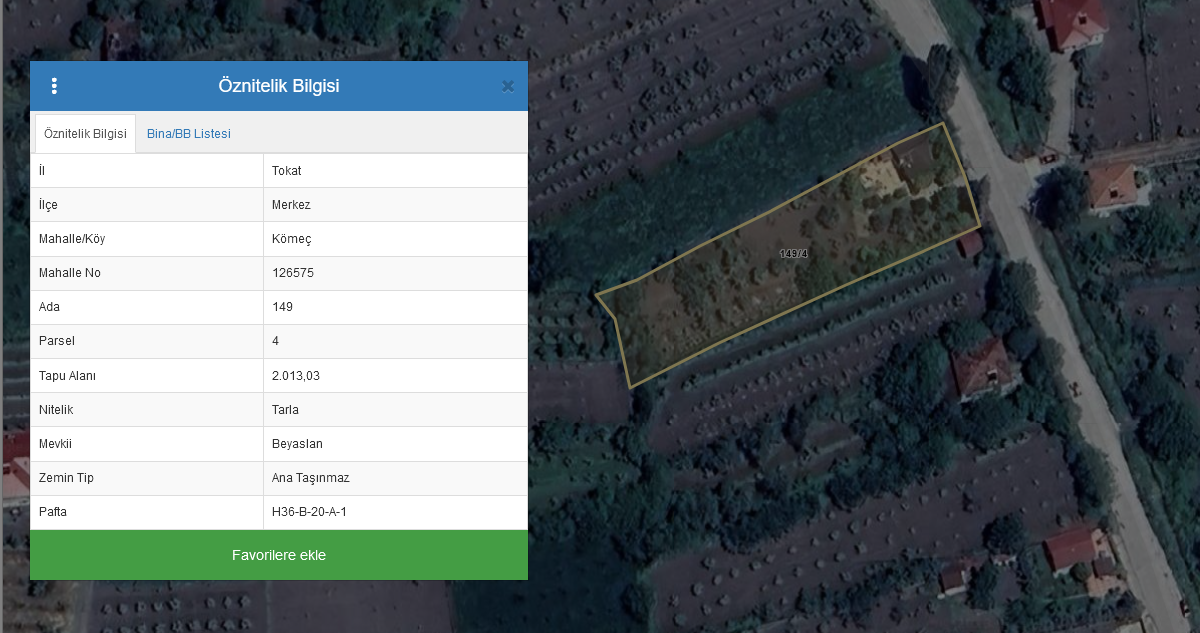 Öznitelik Bilgisi
Öznitelik Bilgisi Bina/BB Listesi
İl Tokat
İlçe Merkez
Mahalle/Köy Kömeç
Mahalle No 126575
Ada 149
Parsel 4
Tapu Alanı 2.013,03
Nitelik Tarla
Mevkii Beyaslan
Zemin Tip Ana Taşınmaz
Pafta H36-B-20-A-1
Favorilere ekle
149/4